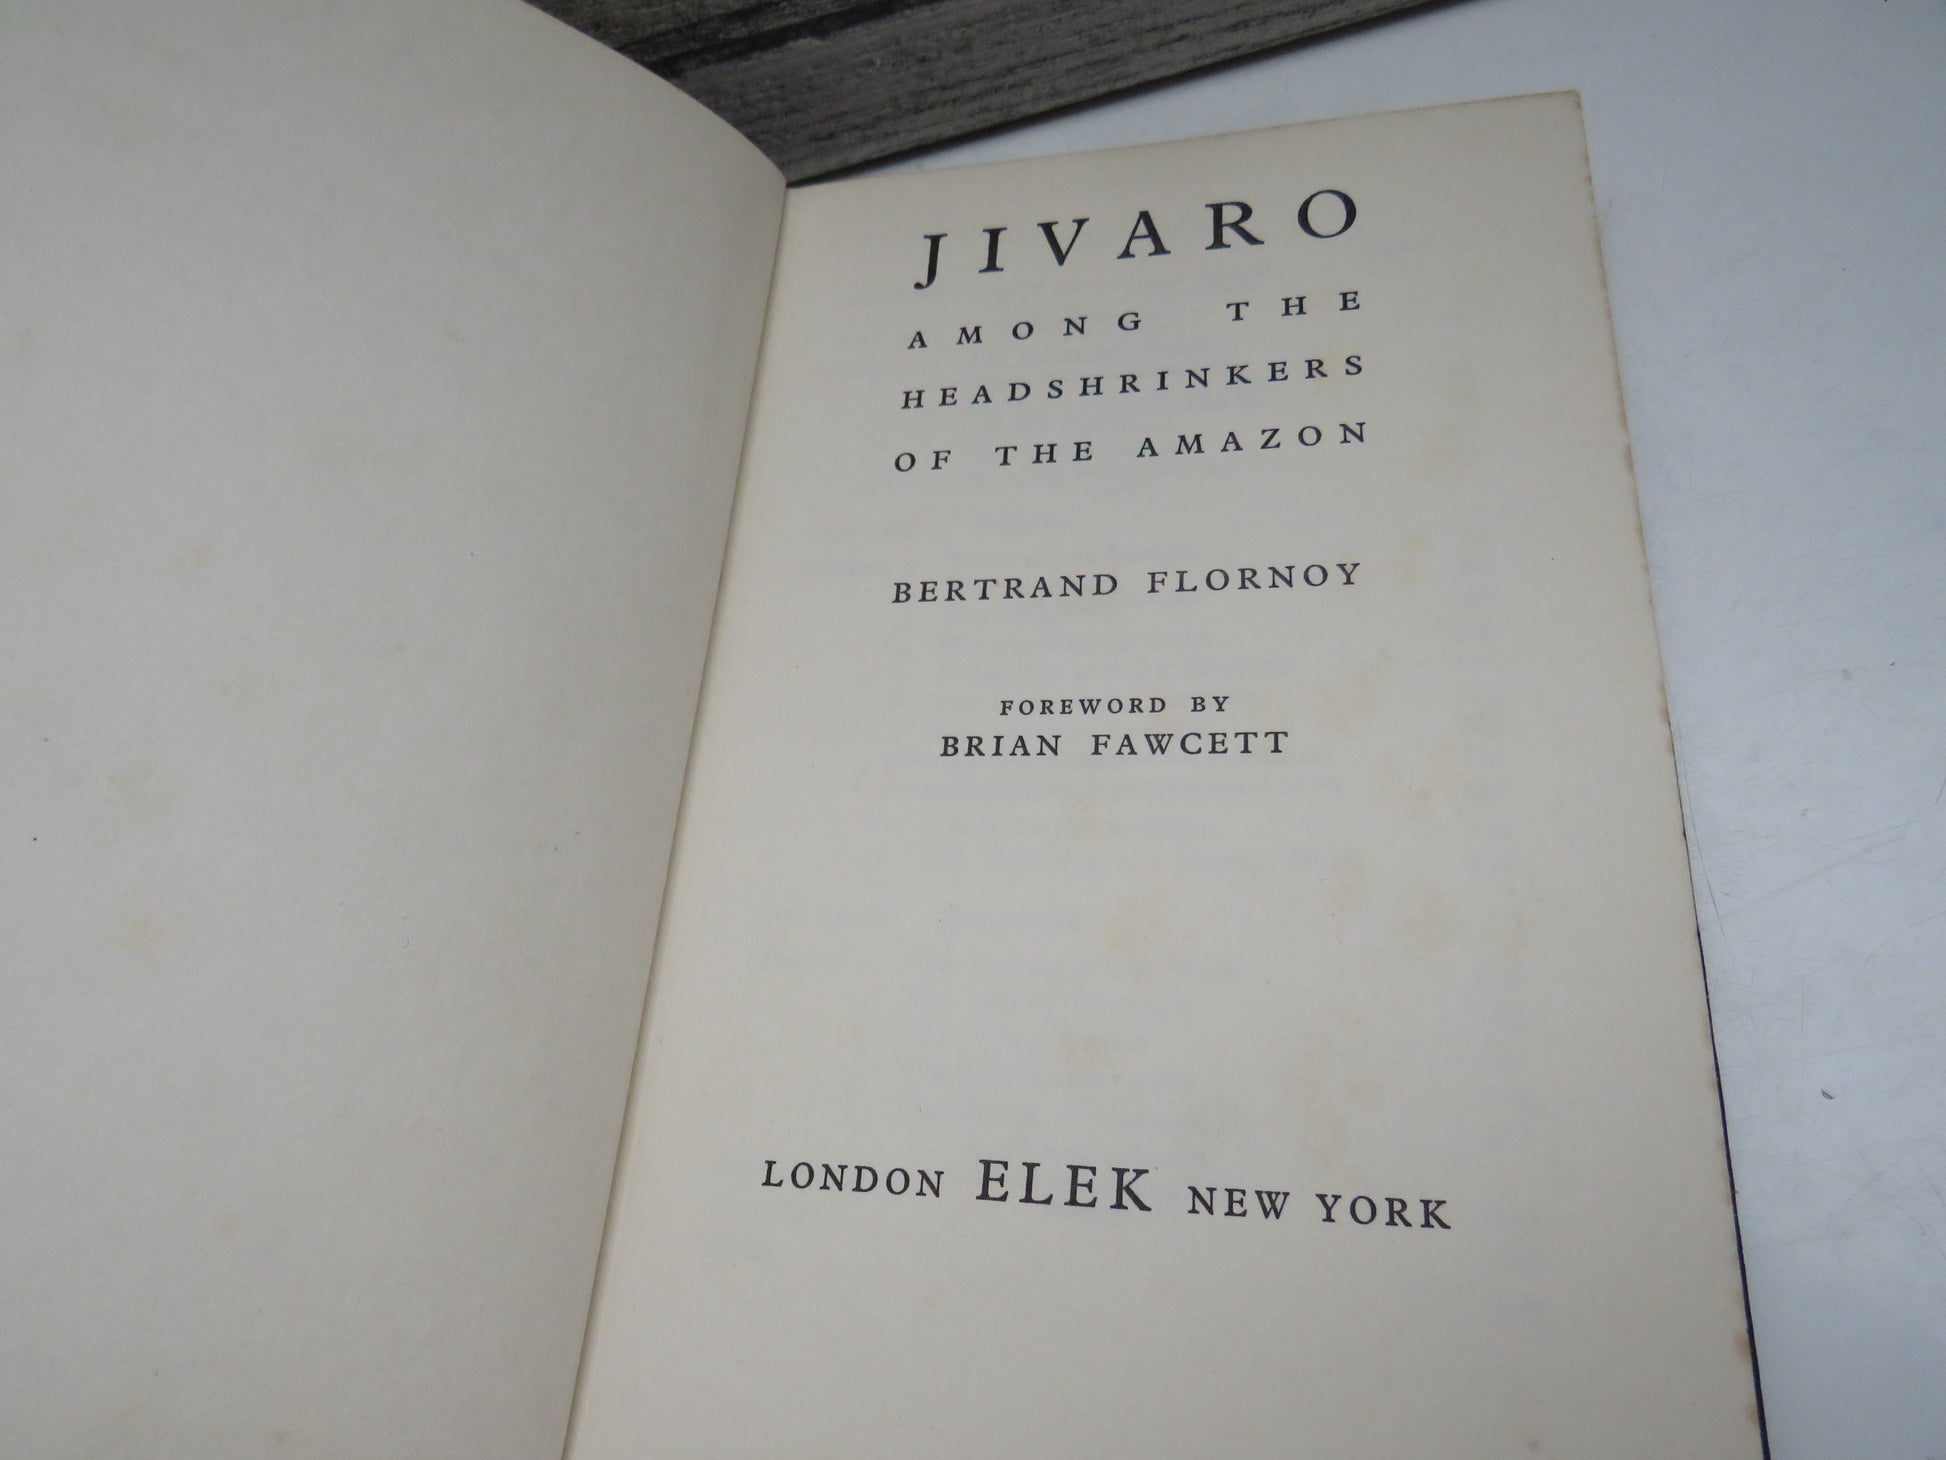 JIVARO
AMONG THE
HEADSHRINKERS
OF THE AMAZON
BERTRAND FLORNOY
FOREWORD BY
BRIAN FAWCETT
LONDON ELEK NEW YORK